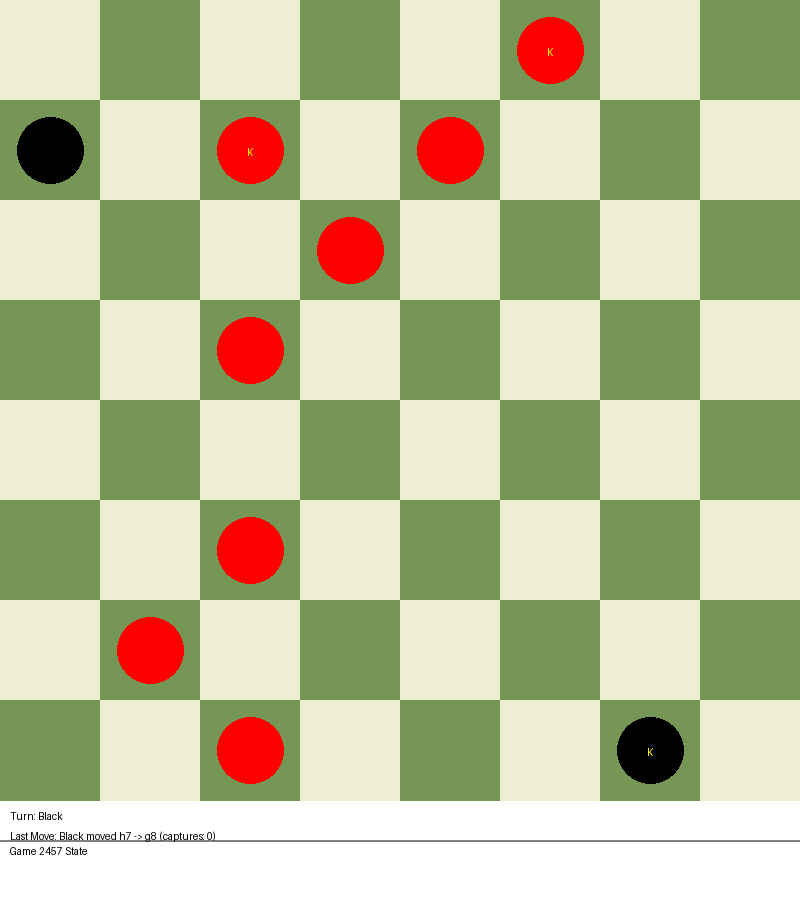 K
K
K
Turn: Black
Last Move: Black moved h7 -> g8 (captures: 0)
Game 2457 State